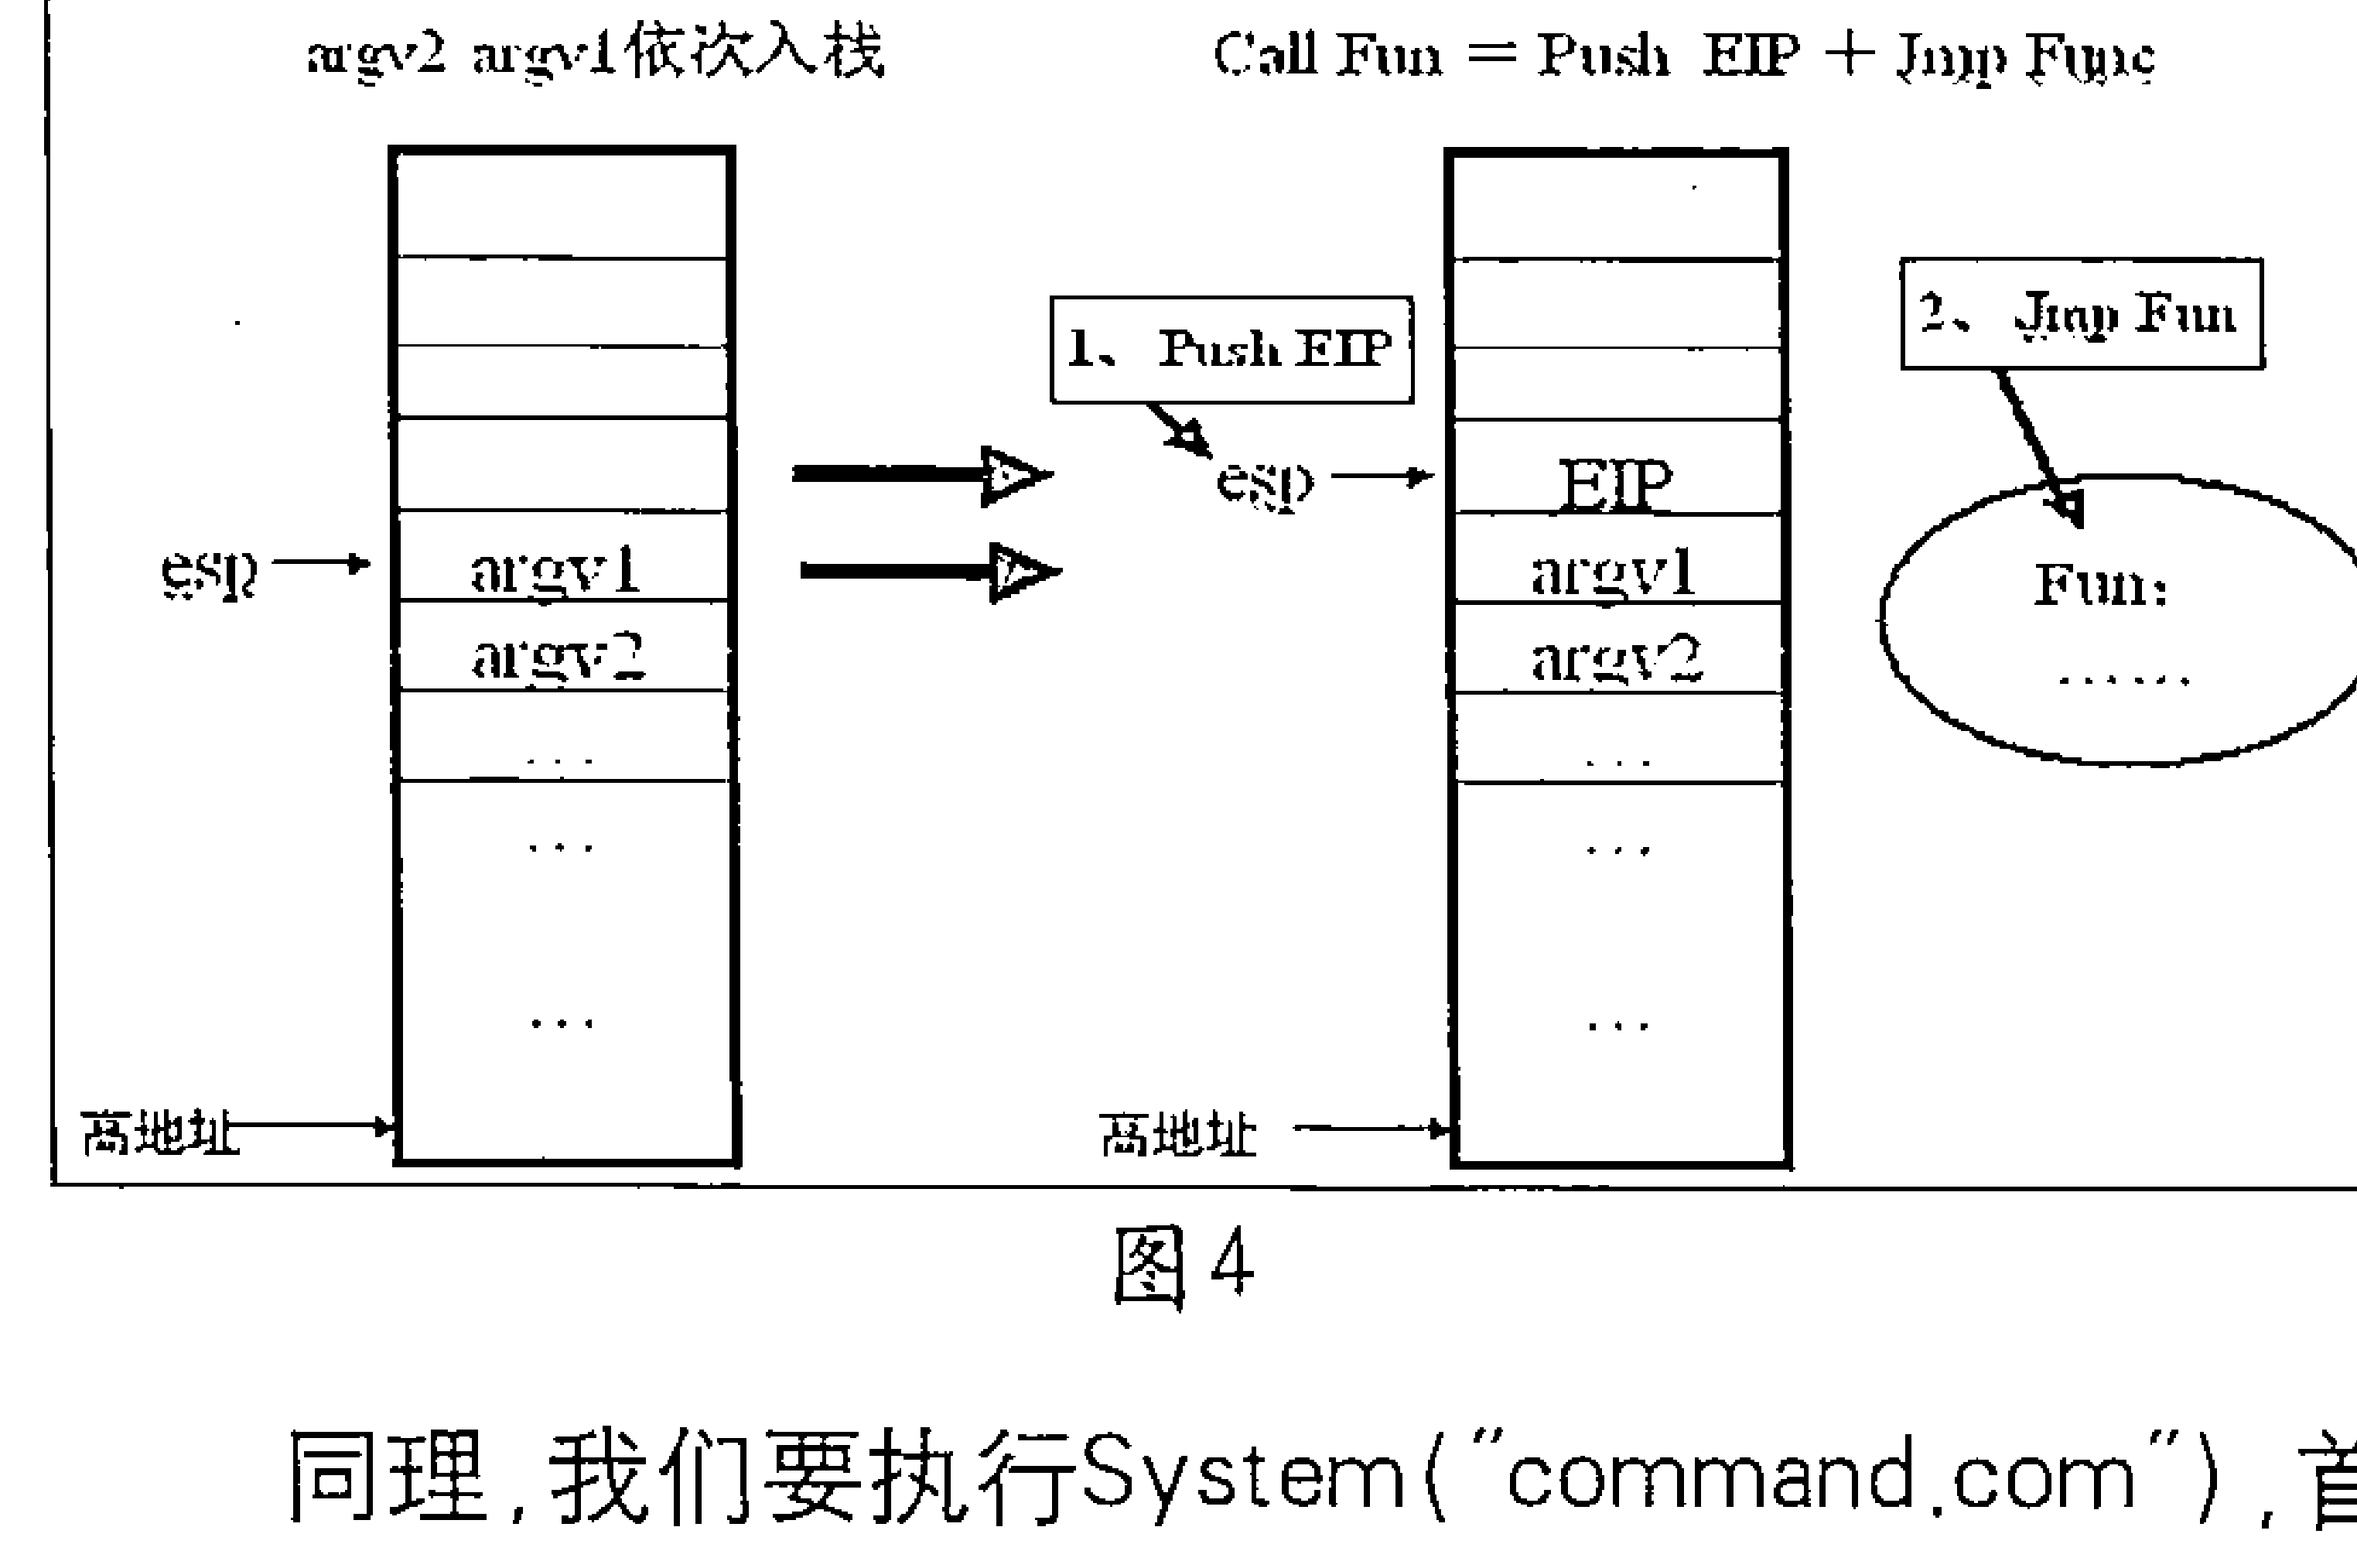 argv2 argv1依次入栈
Call Fun = Push EIP + Jmp Func
1、 Push EIP
2、 Jmp Fun
esp
EIP
esp
argv1
argv1
Fun:
argv2
argv2
......
...
...
...
...
...
...
高地址
高地址
图4
同理,我们要执行System("command.com"),首